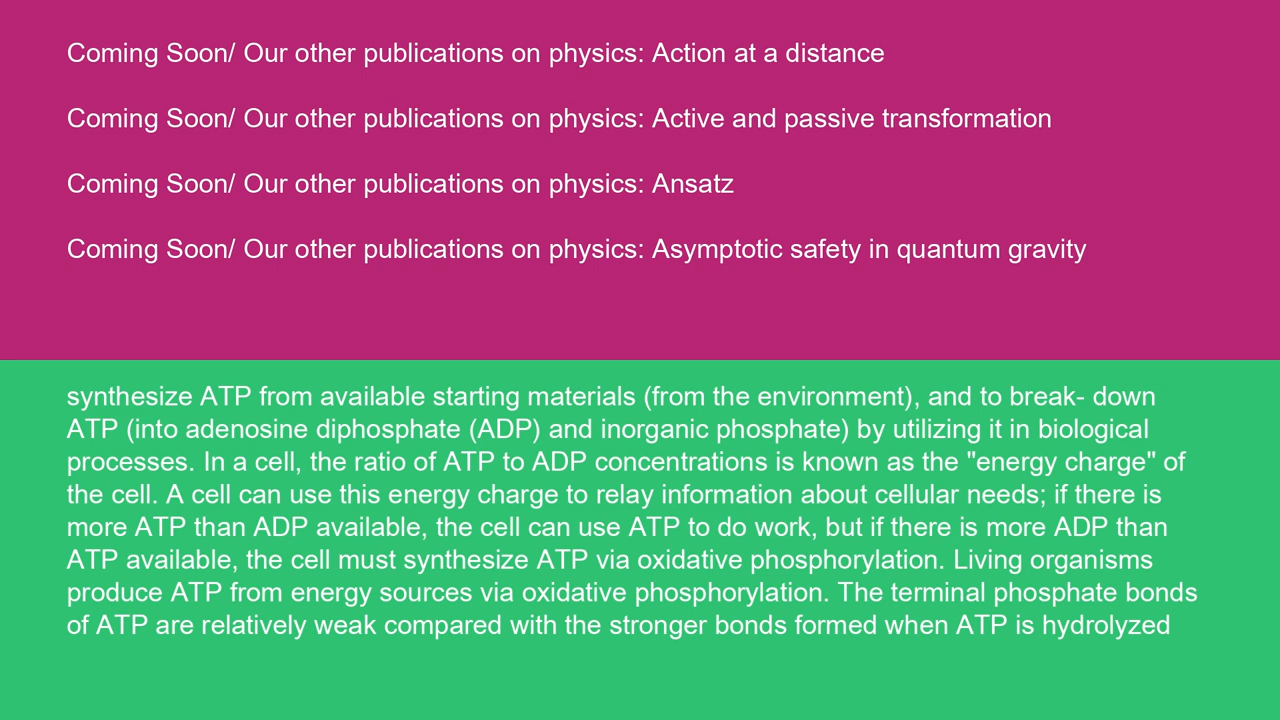 Coming Soon/ Our other publications on physics: Action at a distance
Coming Soon/ Our other publications on physics: Active and passive transformation
Coming Soon/ Our other publications on physics: Ansatz
Coming Soon/ Our other publications on physics: Asymptotic safety in quantum gravity
synthesize ATP from available starting materials (from the environment), and to break- down
ATP (into adenosine diphosphate (ADP) and inorganic phosphate) by utilizing it in biological
processes. In a cell, the ratio of ATP to ADP concentrations is known as the "energy charge" of
the cell. A cell can use this energy charge to relay information about cellular needs; if there is
more ATP than ADP available, the cell can use ATP to do work, but if there is more ADP than
ATP available, the cell must synthesize ATP via oxidative phosphorylation. Living organisms
produce ATP from energy sources via oxidative phosphorylation. The terminal phosphate bonds
of ATP are relatively weak compared with the stronger bonds formed when ATP is hydrolyzed